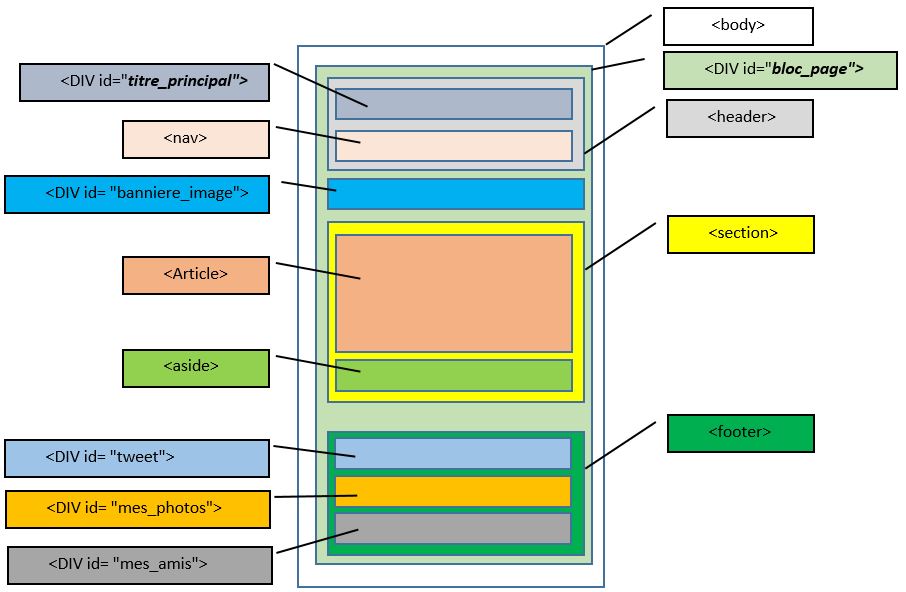 <body>
<DIV id="bloc_page">
<DIV id="titre_principal">
<header>
<nav>
<DIV id= "banniere_image">
<section>
<Article>
<aside>
<footer>
<DIV id= "tweet">
<DIV id= "mes_photos">
<DIV id= "mes_amis">